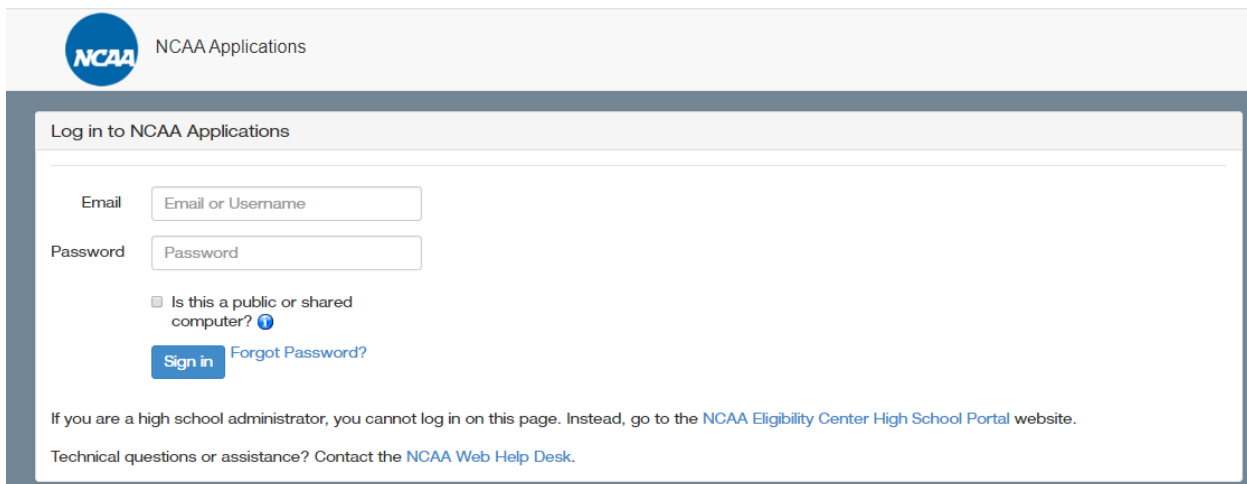 NCAA
NCAA Applications
Log in to NCAA Applications
Email
Email or Username
Password
Password
Is this a public or shared
computer?
Sign in
Forgot Password?
If you are a high school administrator, you cannot log in on this page. Instead, go to the NCAA Eligibility Center High School Portal website.
Technical questions or assistance? Contact the NCAA Web Help Desk.